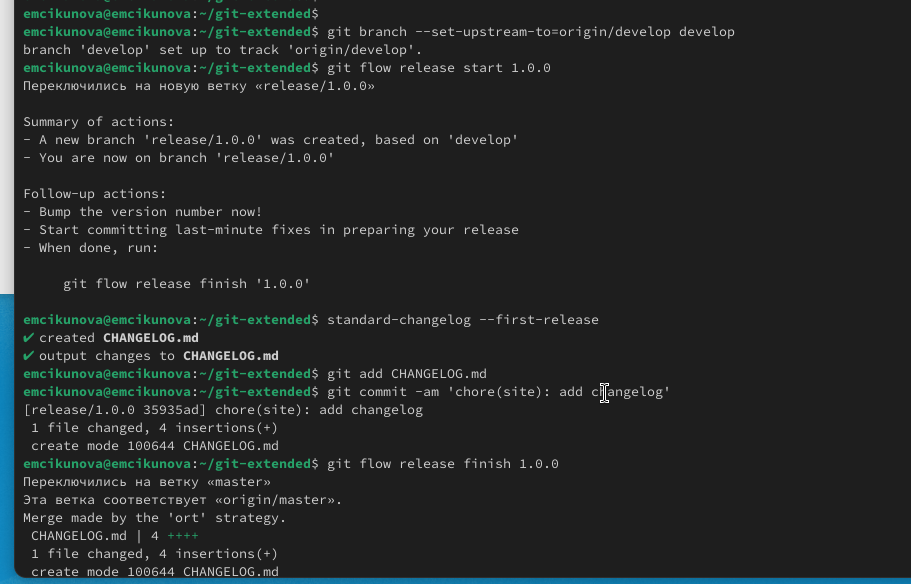 emcikunova@emcikunova:~/git-extended$
emcikunova@emcikunova:~/git-extended$ git branch --set-upstream-to=origin/develop develop
branch 'develop' set up to track 'origin/develop'.
emcikunova@emcikunova:~/git-extended$ git flow release start 1.0.0
Переключились на новую ветку «release/1.0.0»
Summary of actions:
- A new branch 'release/1.0.0' was created, based on 'develop'
- You are now on branch 'release/1.0.0'
Follow-up actions:
- Bump the version number now!
- Start committing last-minute fixes in preparing your release
- When done, run:
git flow release finish '1.0.0'
emcikunova@emcikunova:~/git-extended$ standard-changelog --first-release
✔ created CHANGELOG.md
✔ output changes to CHANGELOG.md
emcikunova@emcikunova:~/git-extended$ git add CHANGELOG.md
emcikunova@emcikunova:~/git-extended$ git commit -am 'chore(site): add changelog'
[release/1.0.0 35935ad] chore(site): add changelog
1 file changed, 4 insertions(+)
create mode 100644 CHANGELOG.md
emcikunova@emcikunova:~/git-extended$ git flow release finish 1.0.0
Переключились на ветку «master»
Эта ветка соответствует «origin/master».
Merge made by the 'ort' strategy.
CHANGELOG.md | 4 ++++
1 file changed, 4 insertions(+)
create mode 100644 CHANGELOG.md